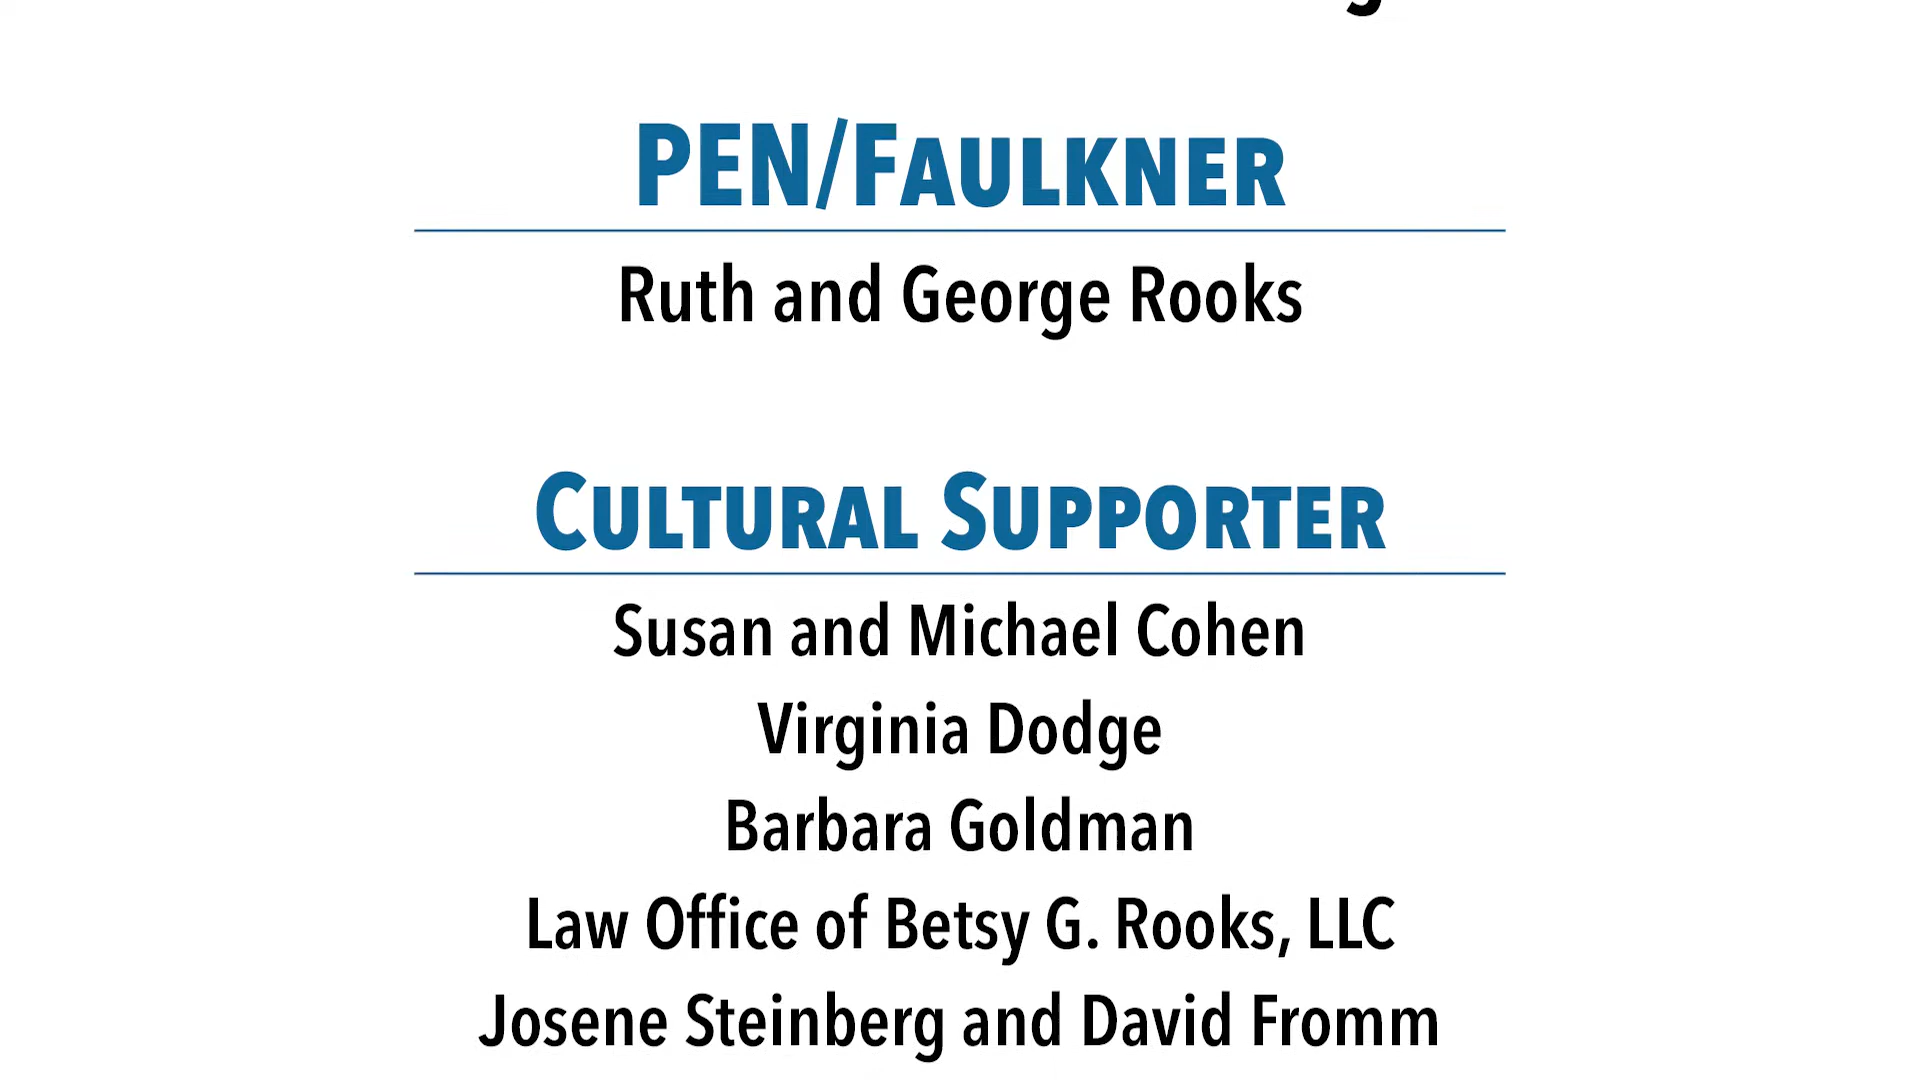 PEN/Faulkner
Ruth and George Rooks
Cultural Supporter
Susan and Michael Cohen
Virginia Dodge
Barbara Goldman
Law Office of Betsy G. Rooks, LLC
Josene Steinberg and David Fromm